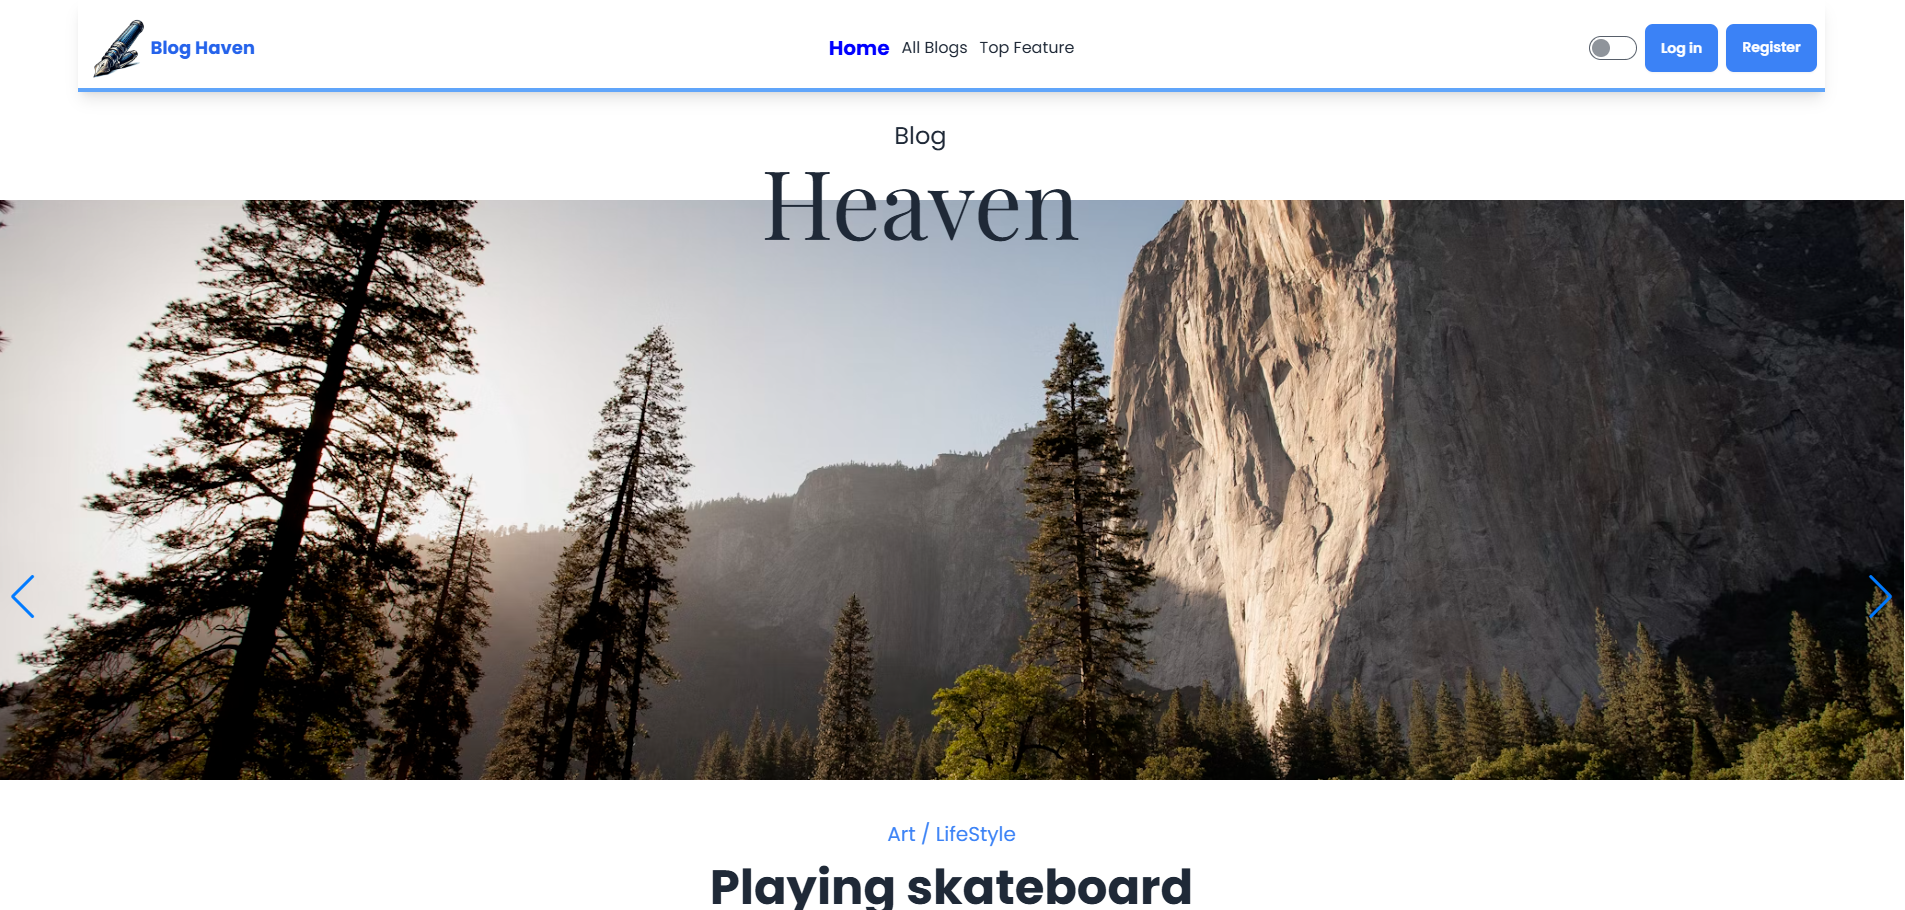 Blog Haven
Home All Blogs Top Feature
Log in Register
Blog
Heaven
Art / LifeStyle
Playing skateboard